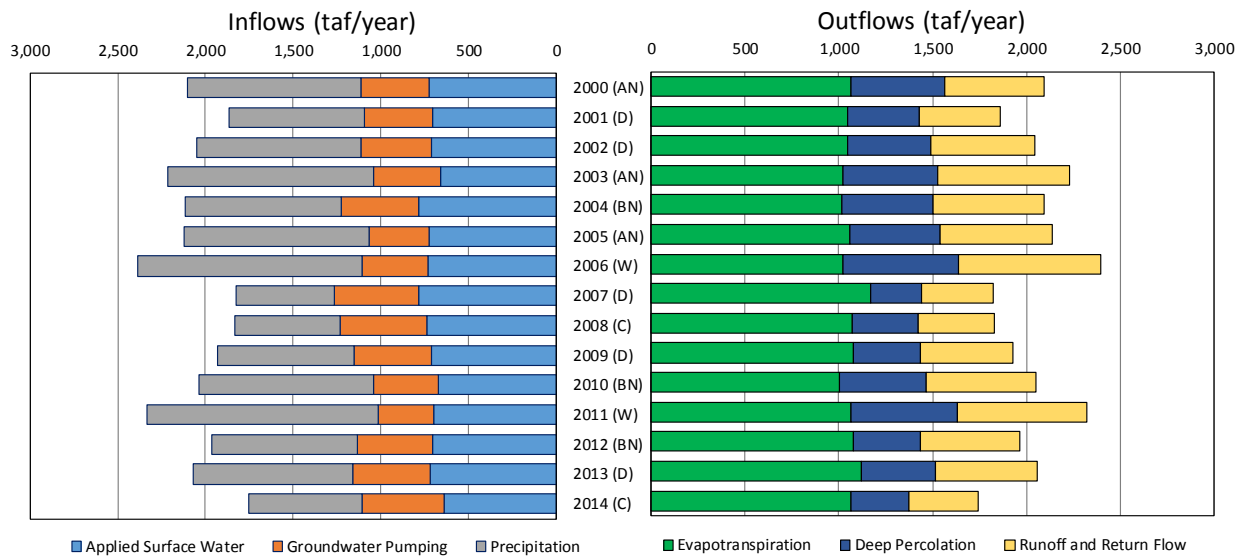 Inflows (taf/year) Outflows (taf/year)
3,000 2,500 2,000 1,500 1,000 500 0 0 500 1,000 1,500 2,000 2,500 3,000
2000 (AN)
2001 (D)
2002 (D)
2003 (AN)
2004 (BN)
2005 (AN)
2006 (W)
2007 (D)
2008 (C)
2009 (D)
2010 (BN)
2011 (W)
2012 (BN)
2013 (D)
2014 (C)
Applied Surface Water Groundwater Pumping Precipitation Evapotranspiration Deep Percolation Runoff and Return Flow